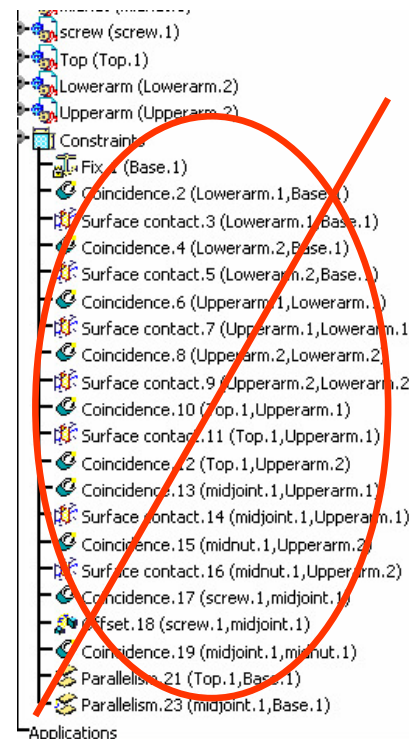 screw (screw.1)
Top (Top.1)
Lowerarm (Lowerarm.2)
Upperarm (Upperarm.2)
Constraints
Fix.1 (Base.1)
Coincidence.2 (Lowerarm.1,Base.1)
Surface contact.3 (Lowerarm.1,Base.1)
Coincidence.4 (Lowerarm.2,Base.1)
Surface contact.5 (Lowerarm.2,Base.1)
Coincidence.6 (Upperarm.1,Lowerarm.1)
Surface contact.7 (Upperarm.1,Lowerarm.1
Coincidence.8 (Upperarm.2,Lowerarm.2)
Surface contact.9 (Upperarm.2,Lowerarm.2
Coincidence.10 (Top.1,Upperarm.1)
Surface contact.11 (Top.1,Upperarm.1)
Coincidence.12 (Top.1,Upperarm.2)
Coincidence.13 (midjoint.1,Upperarm.1)
Surface contact.14 (midjoint.1,Upperarm.1)
Coincidence.15 (midnut.1,Upperarm.2)
Surface contact.16 (midnut.1,Upperarm.2)
Coincidence.17 (screw.1,midjoint.1)
Offset.18 (screw.1,midjoint.1)
Coincidence.19 (midjoint.1,midnut.1)
Parallelism.21 (Top.1,Base.1)
Parallelism.23 (midjoint.1,Base.1)
Applications